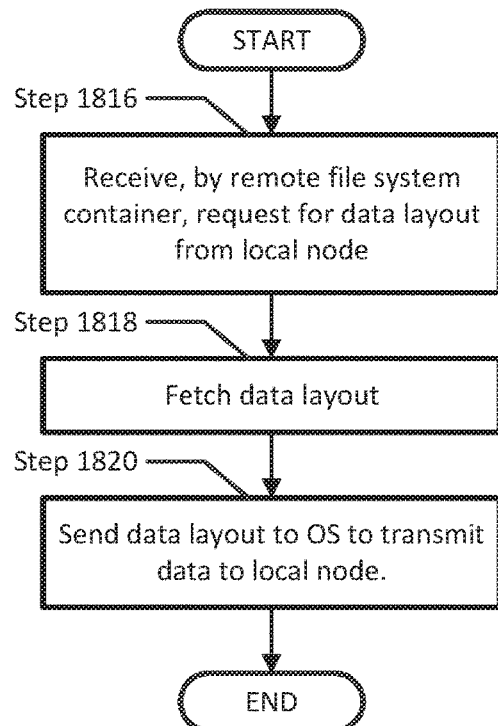 START
Step 1816
Receive, by remote file system
container, request for data layout
from local node
Step 1818
Fetch data layout
Step 1820
Send data layout to OS to transmit
data to local node.
END